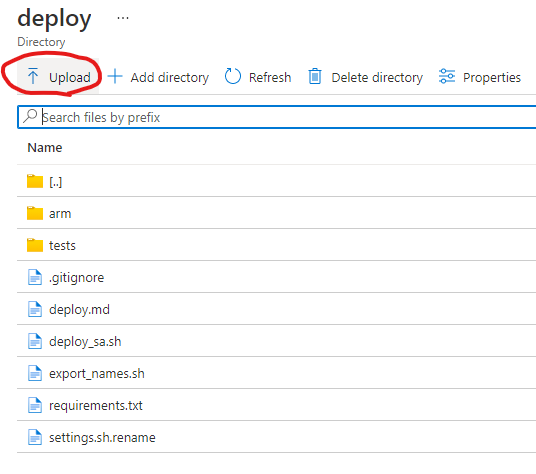 deploy ...
Directory
Upload Add directory Refresh Delete directory Properties
Search files by prefix
Name
[..]
arm
tests
.gitignore
deploy.md
deploy_sa.sh
export_names.sh
requirements.txt
settings.sh.rename